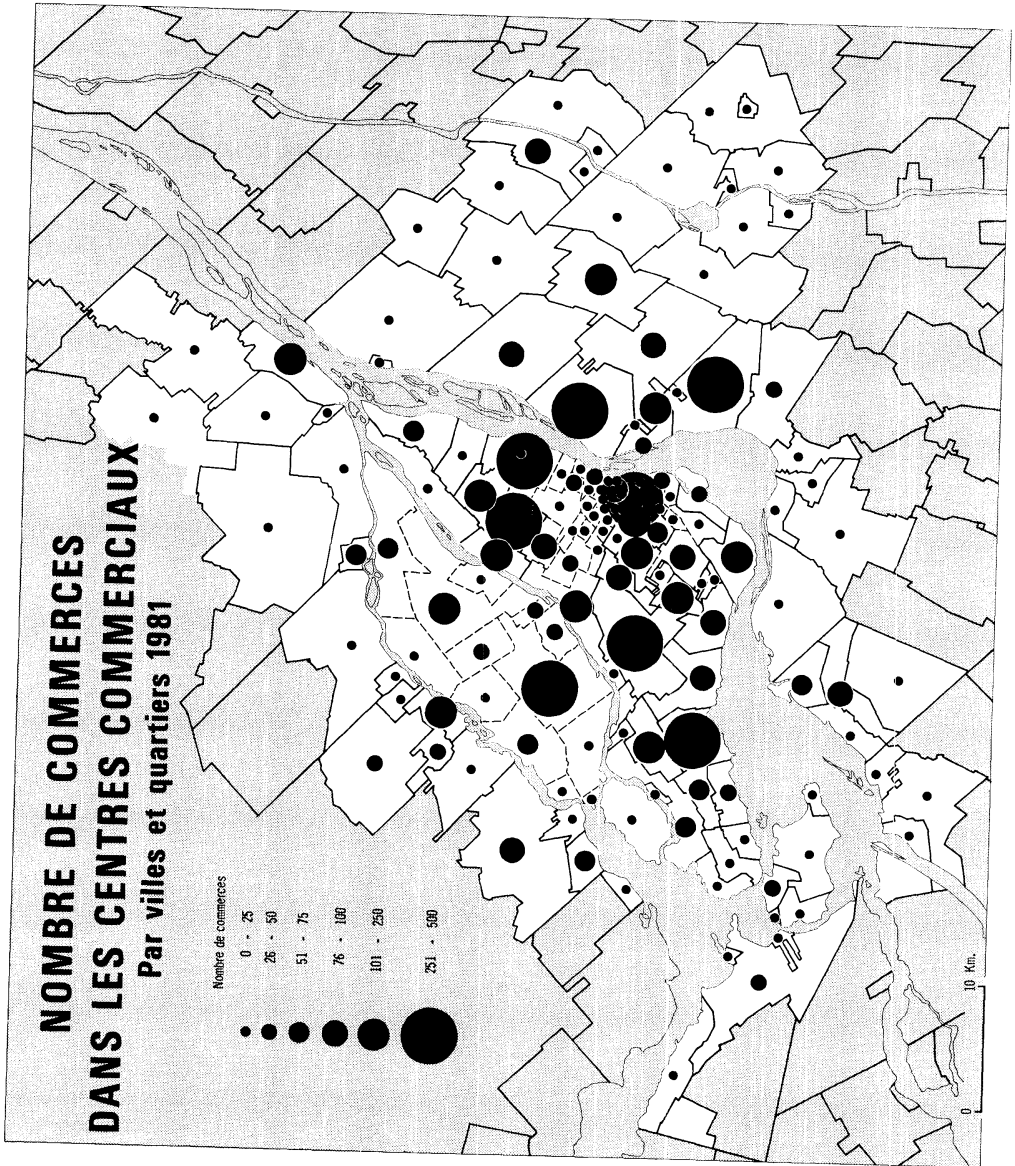 NOMBRE DE COMMERCES
DANS LES CENTRES COMMERCIAUX
Par villes et quartiers 1981
Nombre de commerces
0 - 25
26 - 50
51 - 75
76 - 100
101 - 250
251 - 500
0 10 Km.